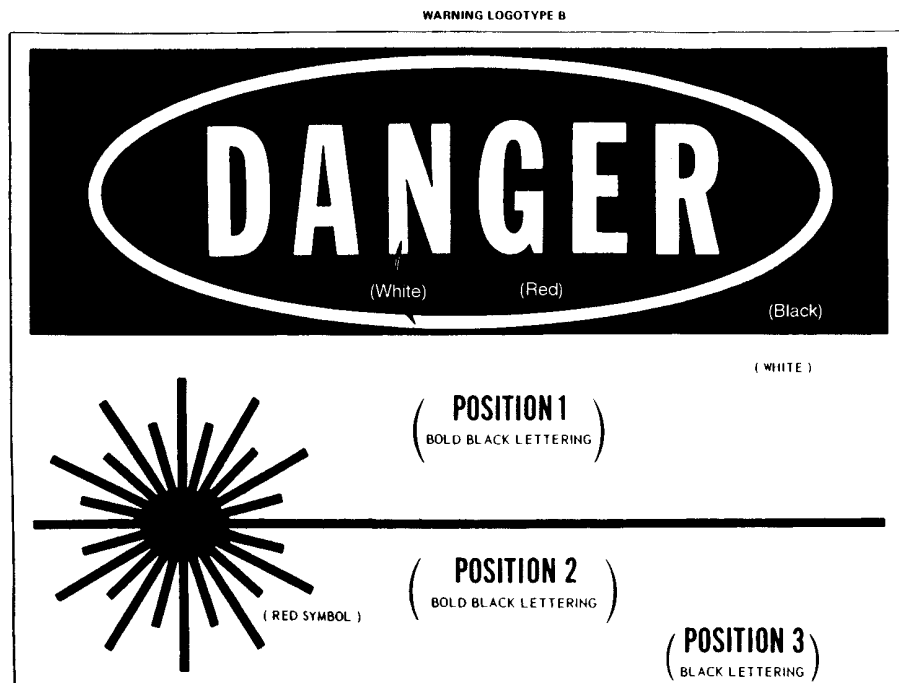 WARNING LOGOTYPE B
DANGER
(White)
(Red)
(Black)
( WHITE )
( POSITION 1
BOLD BLACK LETTERING )
( POSITION 2
BOLD BLACK LETTERING )
( RED SYMBOL )
( POSITION 3
BLACK LETTERING )